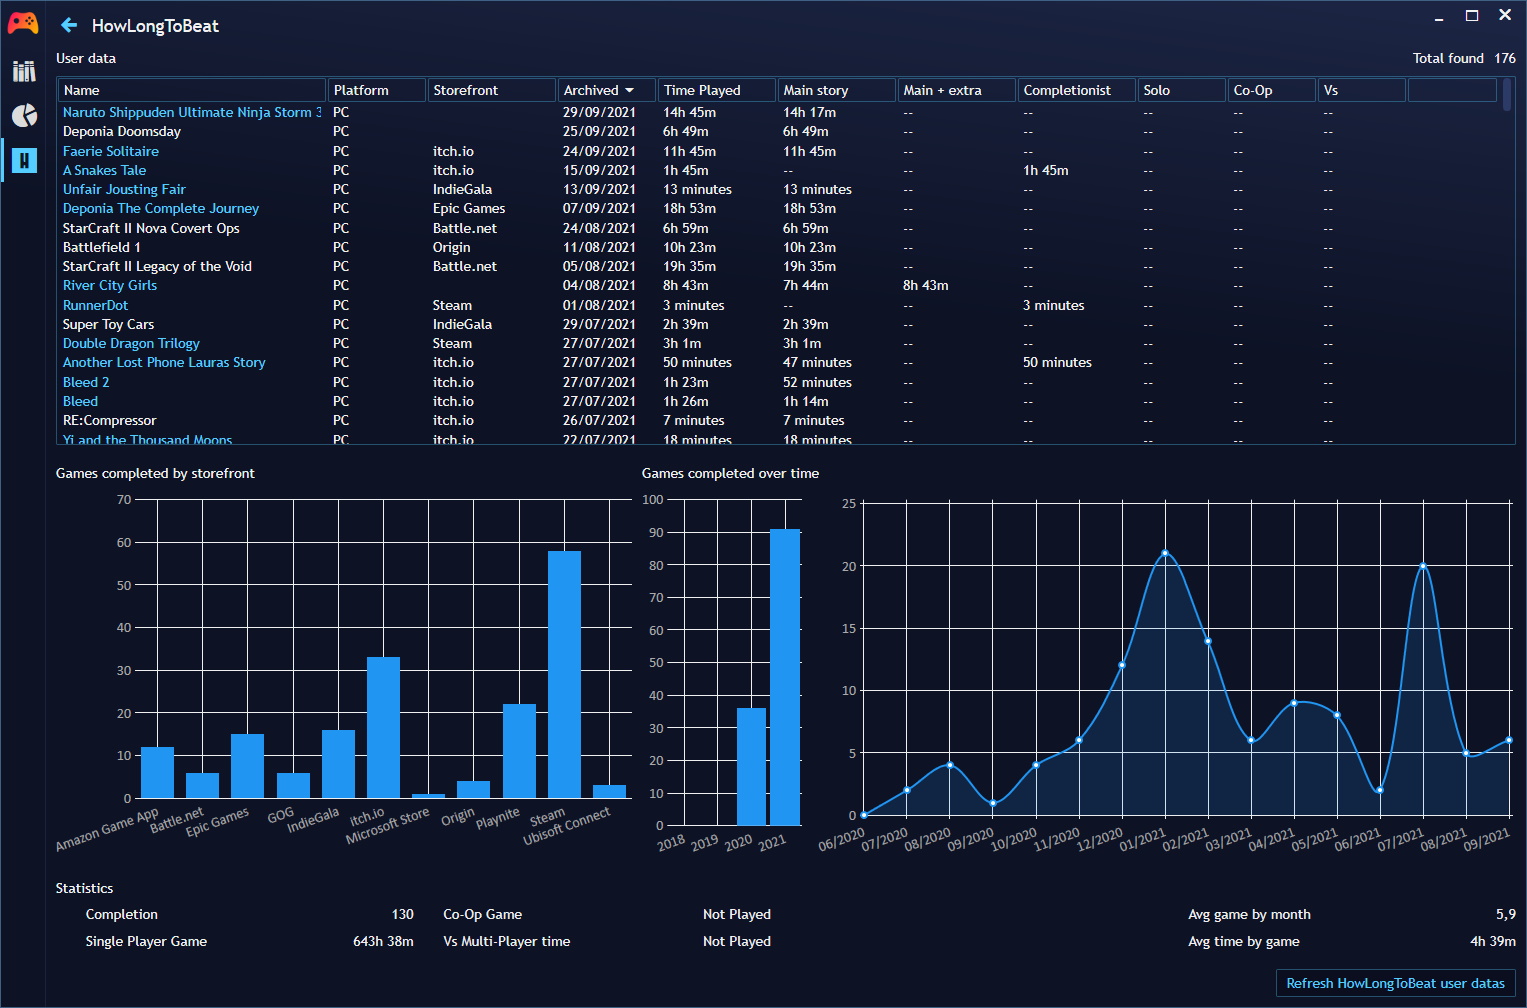 HowLongToBeat
User data Total found 176
Name Platform Storefront Archived Time Played Main story Main + extra Completionist Solo Co-Op Vs
Naruto Shippuden Ultimate Ninja Storm 3 PC 29/09/2021 14h 45m 14h 17m -- -- -- -- --
Deponia Doomsday PC 25/09/2021 6h 49m 6h 49m -- -- -- -- --
Faerie Solitaire PC itch.io 24/09/2021 11h 45m 11h 45m -- -- -- -- --
A Snakes Tale PC itch.io 15/09/2021 1h 45m -- -- 1h 45m -- -- --
Unfair Jousting Fair PC IndieGala 13/09/2021 13 minutes 13 minutes -- -- -- -- --
Deponia The Complete Journey PC Epic Games 07/09/2021 18h 53m 18h 53m -- -- -- -- --
StarCraft II Nova Covert Ops PC Battle.net 24/08/2021 6h 59m 6h 59m -- -- -- -- --
Battlefield 1 PC Origin 11/08/2021 10h 23m 10h 23m -- -- -- -- --
StarCraft II Legacy of the Void PC Battle.net 05/08/2021 19h 35m 19h 35m -- -- -- -- --
River City Girls PC 04/08/2021 8h 43m 7h 44m 8h 43m -- -- -- --
RunnerDot PC Steam 01/08/2021 3 minutes -- -- 3 minutes -- -- --
Super Toy Cars PC IndieGala 29/07/2021 2h 39m 2h 39m -- -- -- -- --
Double Dragon Trilogy PC Steam 27/07/2021 3h 1m 3h 1m -- -- -- -- --
Another Lost Phone Lauras Story PC itch.io 27/07/2021 50 minutes 47 minutes -- 50 minutes -- -- --
Bleed 2 PC itch.io 27/07/2021 1h 23m 52 minutes -- -- -- -- --
Bleed PC itch.io 27/07/2021 1h 26m 1h 14m -- -- -- -- --
RE:Compressor PC itch.io 26/07/2021 7 minutes 7 minutes -- -- -- -- --
Yi and the Thousand Moons PC itch.io 22/07/2021 18 minutes 18 minutes -- -- -- -- --
Games completed by storefront
70
60
50
40
30
20
10
0
Amazon Game App Battle.net Epic Games GOG IndieGala itch.io Microsoft Store Origin Playnite Steam Ubisoft Connect
Games completed over time
100
90
80
70
60
50
40
30
20
10
0
2018 2019 2020 2021
25
20
15
10
5
0
06/2020 07/2020 08/2020 09/2020 10/2020 11/2020 12/2020 01/2021 02/2021 03/2021 04/2021 05/2021 06/2021 07/2021 08/2021 09/2021
Statistics
Completion 130 Co-Op Game Not Played Avg game by month 5,9
Single Player Game 643h 38m Vs Multi-Player time Not Played Avg time by game 4h 39m
Refresh HowLongToBeat user datas